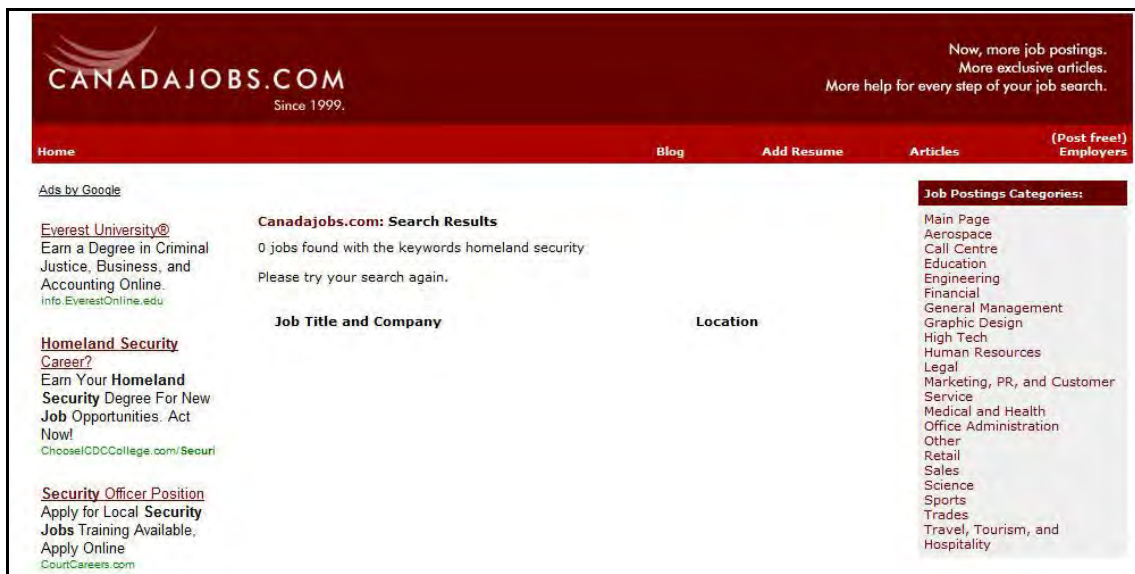 CANADAJOBS.COM
Since 1999.
Now, more job postings.
More exclusive articles.
More help for every step of your job search.
Home
Blog
Add Resume
Articles
(Post free!)
Employers
Ads by Google
Everest University®
Earn a Degree in Criminal
Justice, Business, and
Accounting Online.
info.EverestOnline.edu
Homeland Security
Career?
Earn Your Homeland
Security Degree For New
Job Opportunities. Act
Now!
ChooseICDCCollege.com/Securi
Security Officer Position
Apply for Local Security
Jobs Training Available,
Apply Online
CourtCareers.com
Canadajobs.com: Search Results
0 jobs found with the keywords homeland security
Please try your search again.
Job Title and Company
Location
Job Postings Categories:
Main Page
Aerospace
Call Centre
Education
Engineering
Financial
General Management
Graphic Design
High Tech
Human Resources
Legal
Marketing, PR, and Customer
Service
Medical and Health
Office Administration
Other
Retail
Sales
Science
Sports
Trades
Travel, Tourism, and
Hospitality